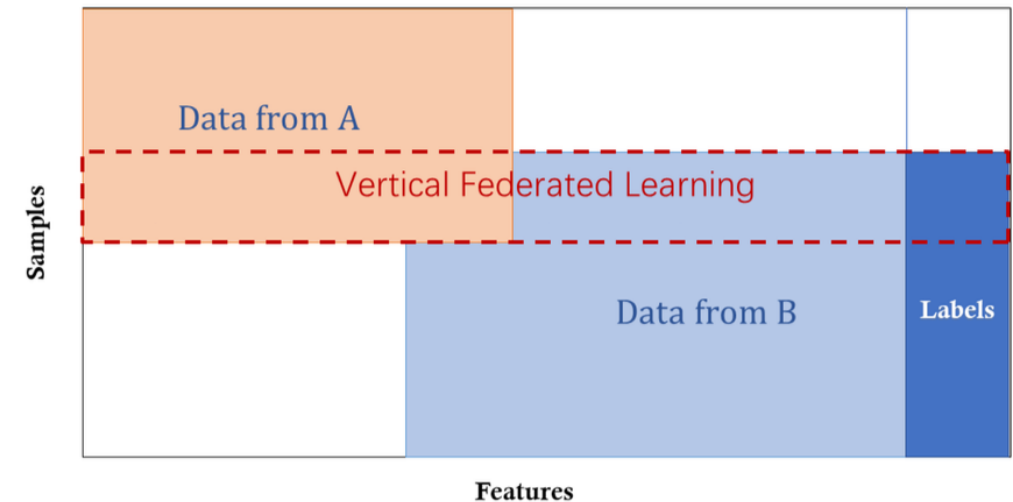 Data from A
Vertical Federated Learning
Samples
Data from B
Labels
Features